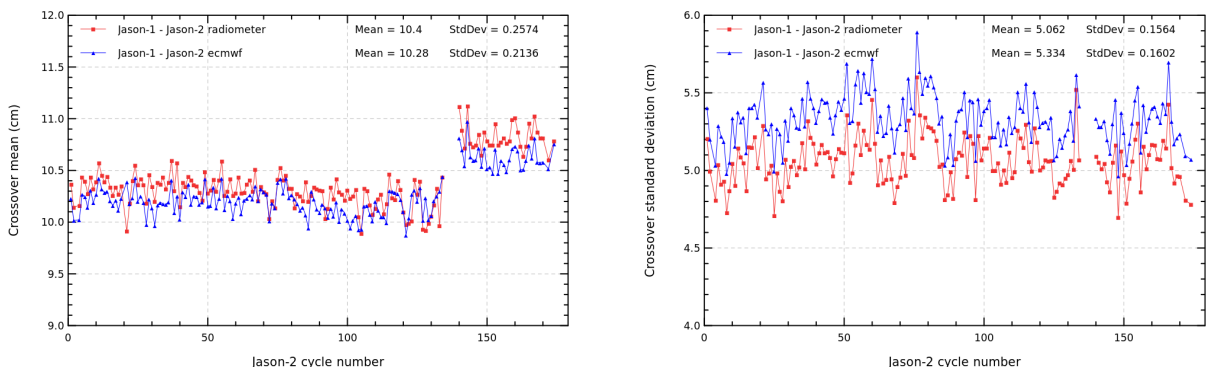 12.0
11.5
11.0
10.5
10.0
9.5
9.0
Crossover mean (cm)
Jason-1 - Jason-2 radiometer Mean = 10.4 StdDev = 0.2574
Jason-1 - Jason-2 ecmwf Mean = 10.28 StdDev = 0.2136
0 50 100 150
Jason-2 cycle number
6.0
5.5
5.0
4.5
4.0
Crossover standard deviation (cm)
Jason-1 - Jason-2 radiometer Mean = 5.062 StdDev = 0.1564
Jason-1 - Jason-2 ecmwf Mean = 5.334 StdDev = 0.1602
0 50 100 150
Jason-2 cycle number